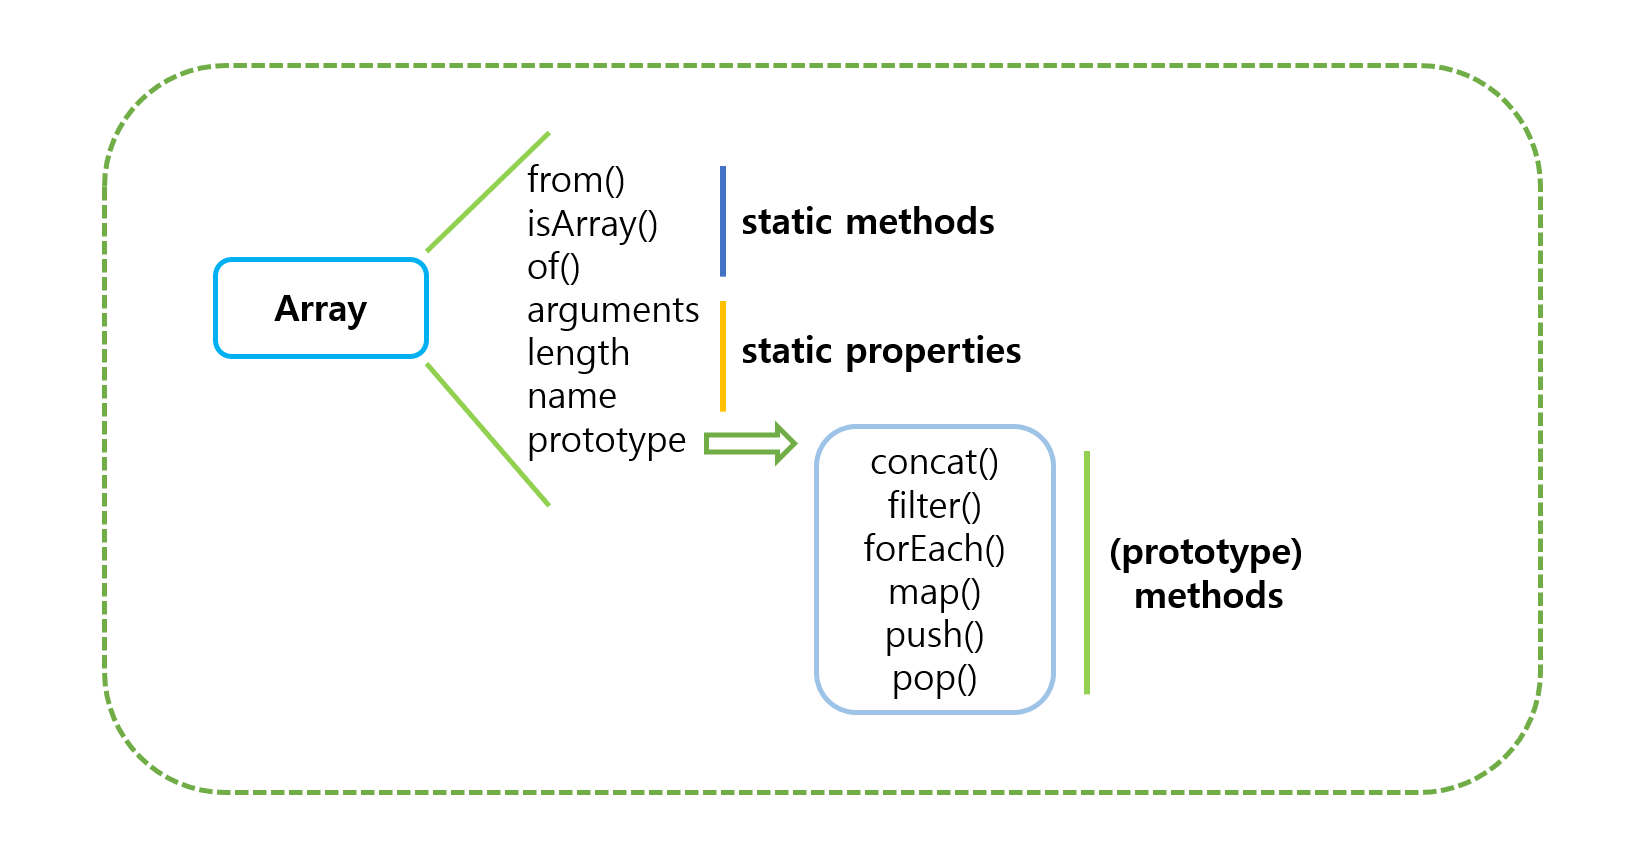 Array
from()
isArray()
of()
static methods
arguments
length
name
static properties
prototype
concat()
filter()
forEach()
map()
push()
pop()
(prototype)
methods